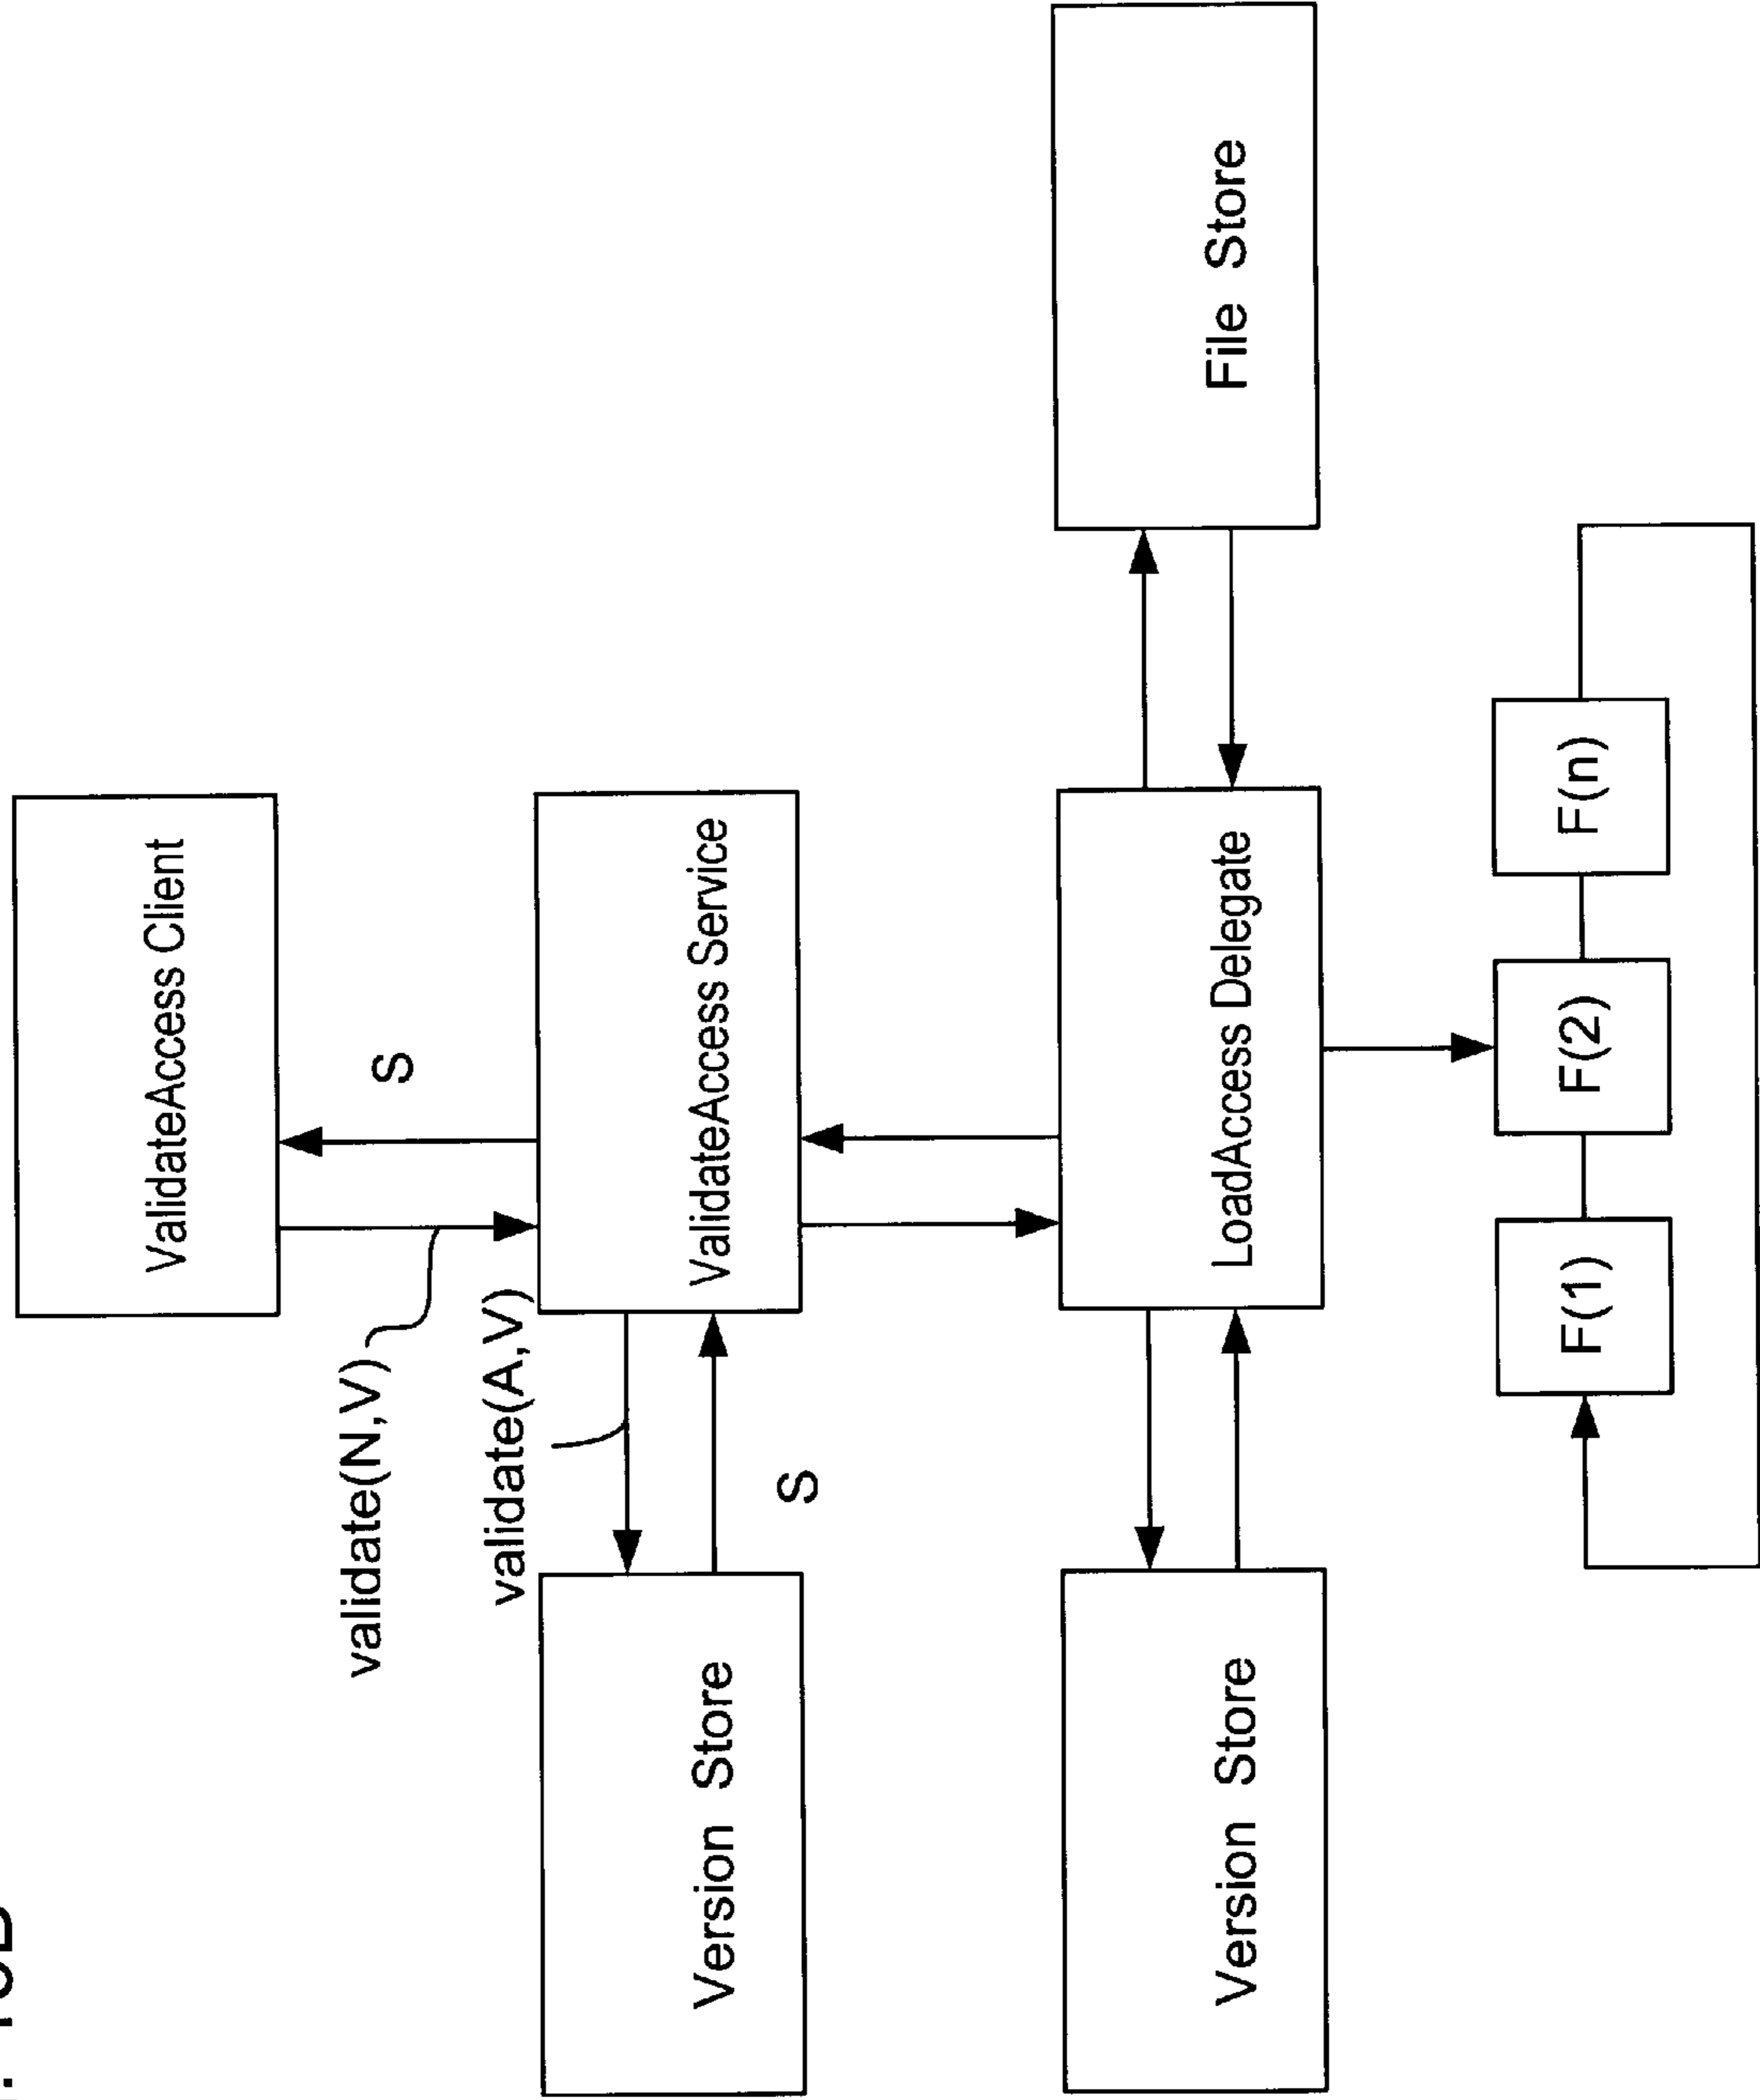 ValidateAccess Client
validate(N,V)
S
validate(A,V)
Version Store
ValidateAccess Service
S
Version Store
LoadAccess Delegate
File Store
F(1)
F(2)
F(n)